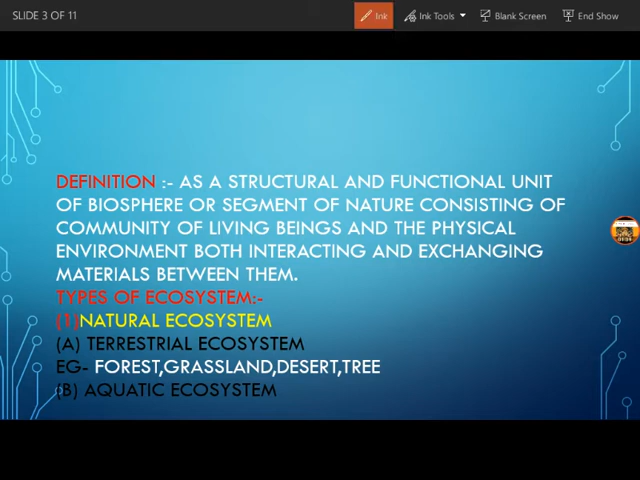 SLIDE 3 OF 11
Ink
Ink Tools
Blank Screen
End Show
DEFINITION :- AS A STRUCTURAL AND FUNCTIONAL UNIT
OF BIOSPHERE OR SEGMENT OF NATURE CONSISTING OF
COMMUNITY OF LIVING BEINGS AND THE PHYSICAL
ENVIRONMENT BOTH INTERACTING AND EXCHANGING
MATERIALS BETWEEN THEM.
TYPES OF ECOSYSTEM:-
(1)NATURAL ECOSYSTEM
(A) TERRESTRIAL ECOSYSTEM
EG- FOREST,GRASSLAND,DESERT,TREE
(B) AQUATIC ECOSYSTEM